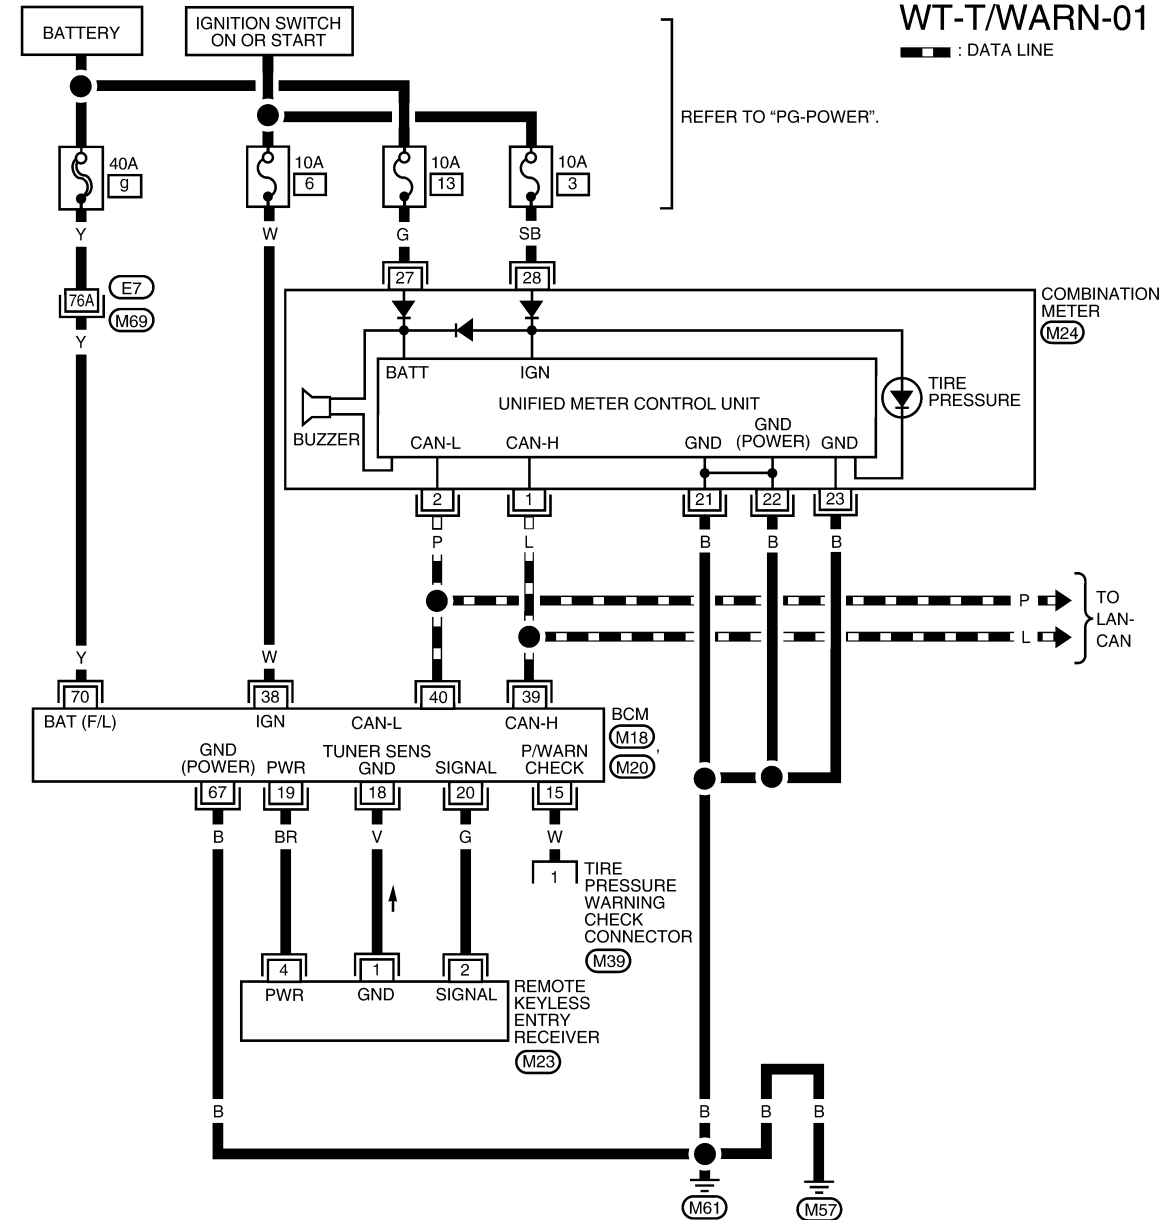 WT-T/WARN-01
BATTERY
IGNITION SWITCH
ON OR START
: DATA LINE
REFER TO “PG-POWER”.
40A
g
10A
6
10A
13
10A
3
Y
W
G
SB
27
28
76A
E7
M69
Y
COMBINATION
METER
M24
BATT
IGN
UNIFIED METER CONTROL UNIT
TIRE
PRESSURE
BUZZER
CAN-L
CAN-H
GND
GND
(POWER)
GND
2
1
21
22
23
P
L
B
B
B
P
L
TO
LAN-
CAN
Y
W
70
38
40
39
BAT (F/L)
IGN
CAN-L
CAN-H
BCM
M18
,
M20
GND
(POWER)
PWR
TUNER SENS
GND
SIGNAL
P/WARN
CHECK
67
19
18
20
15
B
BR
V
G
W
1
TIRE
PRESSURE
WARNING
CHECK
CONNECTOR
M39
4
1
2
PWR
GND
SIGNAL
REMOTE
KEYLESS
ENTRY
RECEIVER
M23
B
B
B
B
M61
M57